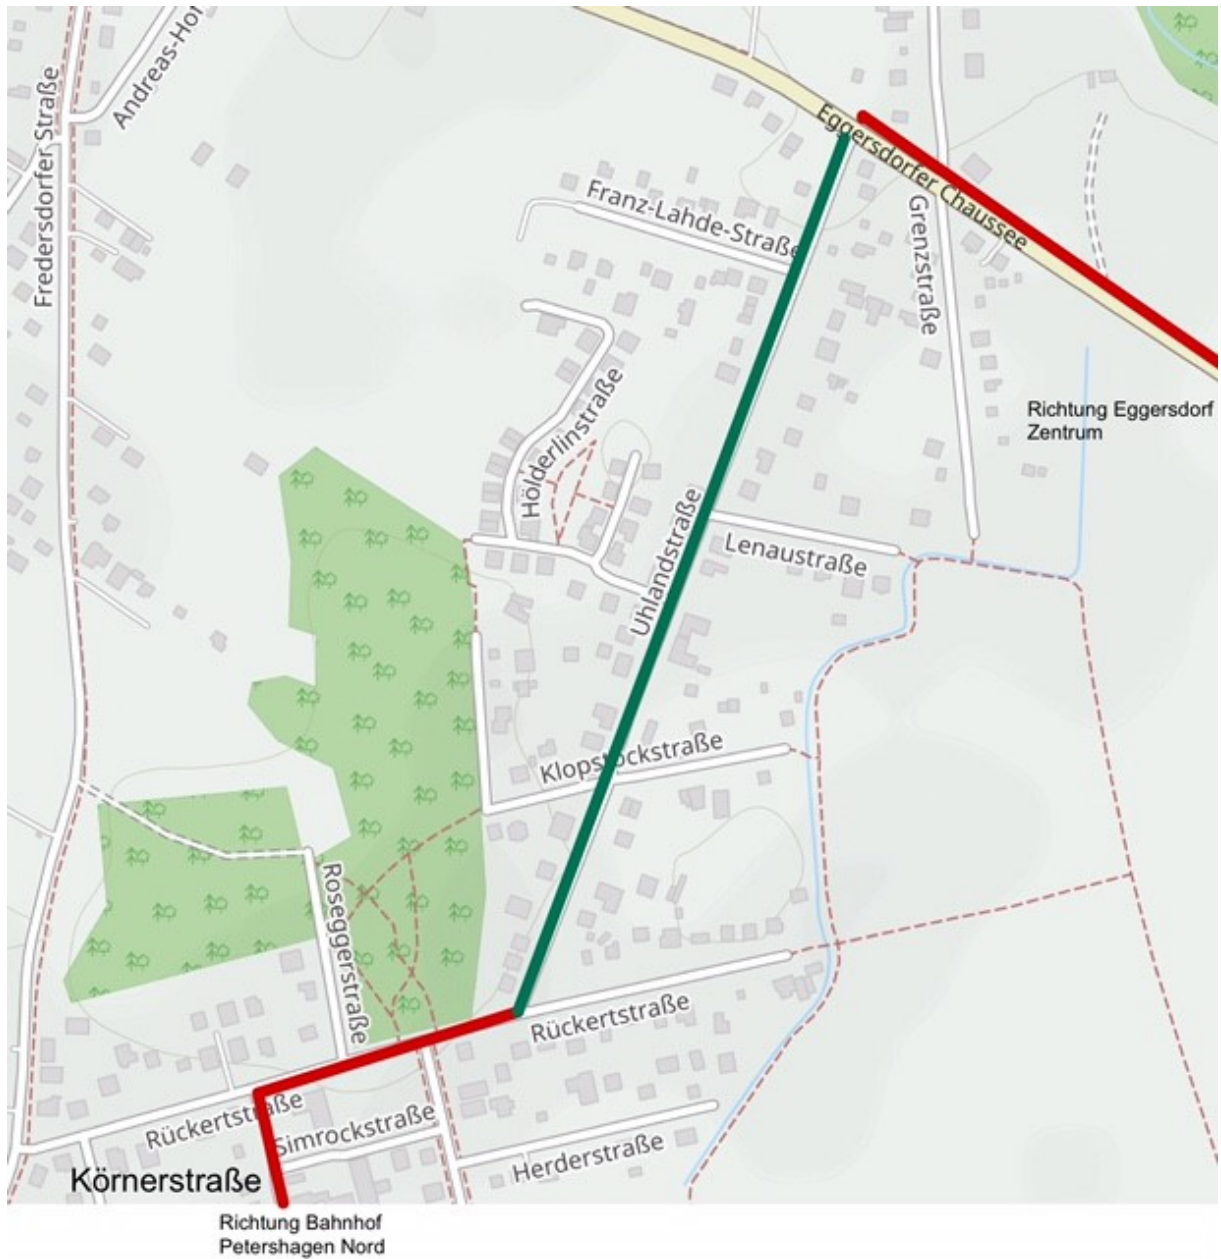 Andreas-Hof
Fredersdorfer Straße
Eggersdorfer Chaussee
Franz-Lahde-Straße
Grenzstraße
Hölderlinstraße
Richtung Eggersdorf
Zentrum
Uhlandstraße
Lenaustraße
Klopstockstraße
Roseggerstraße
Rückertstraße
Rückertstraße
Simrockstraße
Herderstraße
Körnerstraße
Richtung Bahnhof
Petershagen Nord